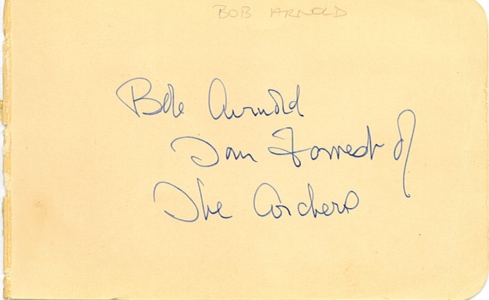 BOB ARNOLD
Bob Arnold
Tom Forrest of
The Archers